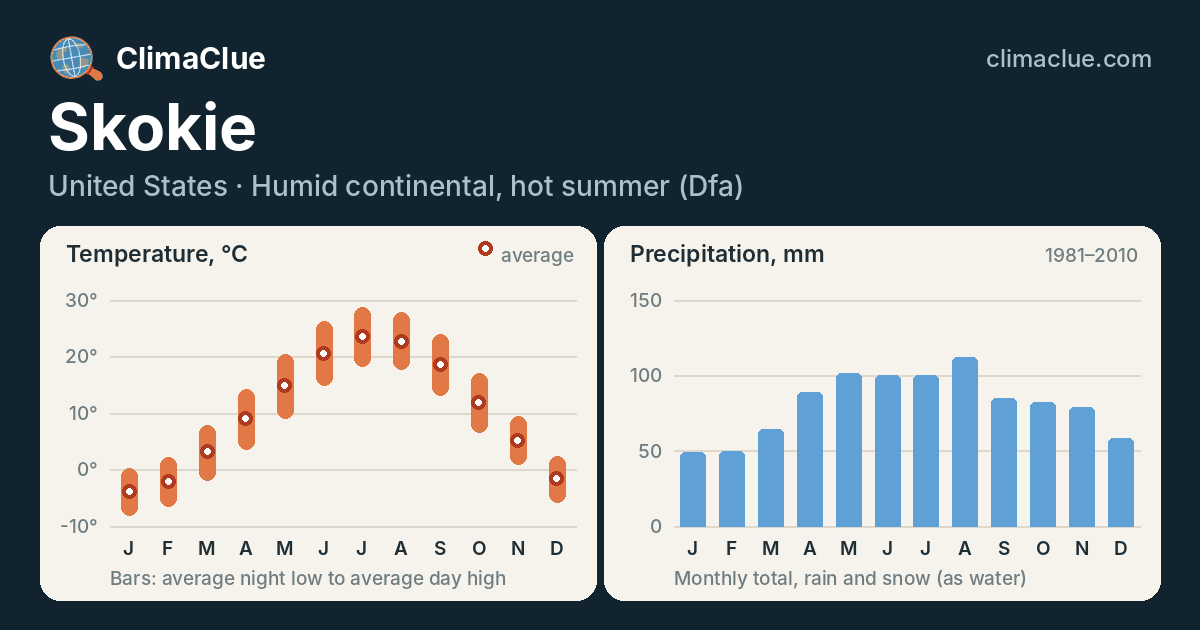 ClimaClue
climaclue.com
Skokie
United States · Humid continental, hot summer (Dfa)
Temperature, °C
average
30°
20°
10°
0°
-10°
J F M A M J J A S O N D
Bars: average night low to average day high
Precipitation, mm
1981–2010
150
100
50
0
J F M A M J J A S O N D
Monthly total, rain and snow (as water)